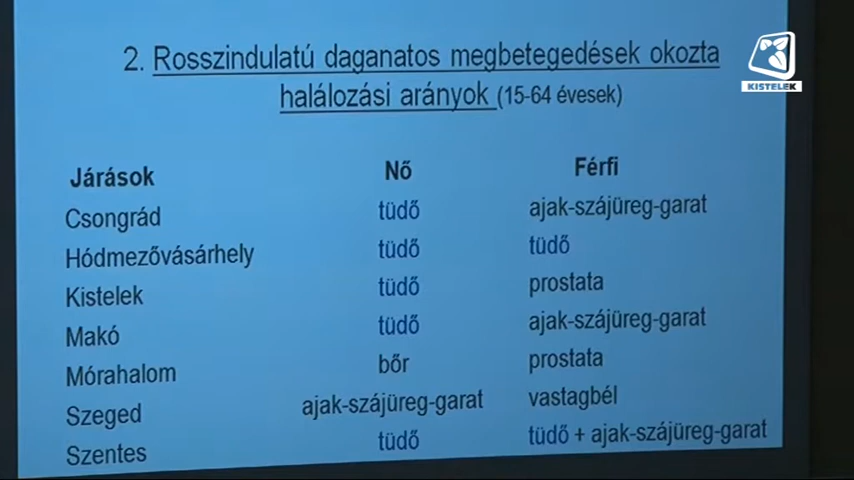 2. Rosszindulatú daganatos megbetegedések okozta
halálozási arányok (15-64 évesek)
KISTELEK
Járások Nő Férfi
Csongrád tüdő ajak-szájüreg-garat
Hódmezővásárhely tüdő tüdő
Kistelek tüdő prostata
Makó tüdő ajak-szájüreg-garat
Mórahalom bőr prostata
Szeged ajak-szájüreg-garat vastagbél
Szentes tüdő tüdő + ajak-szájüreg-garat